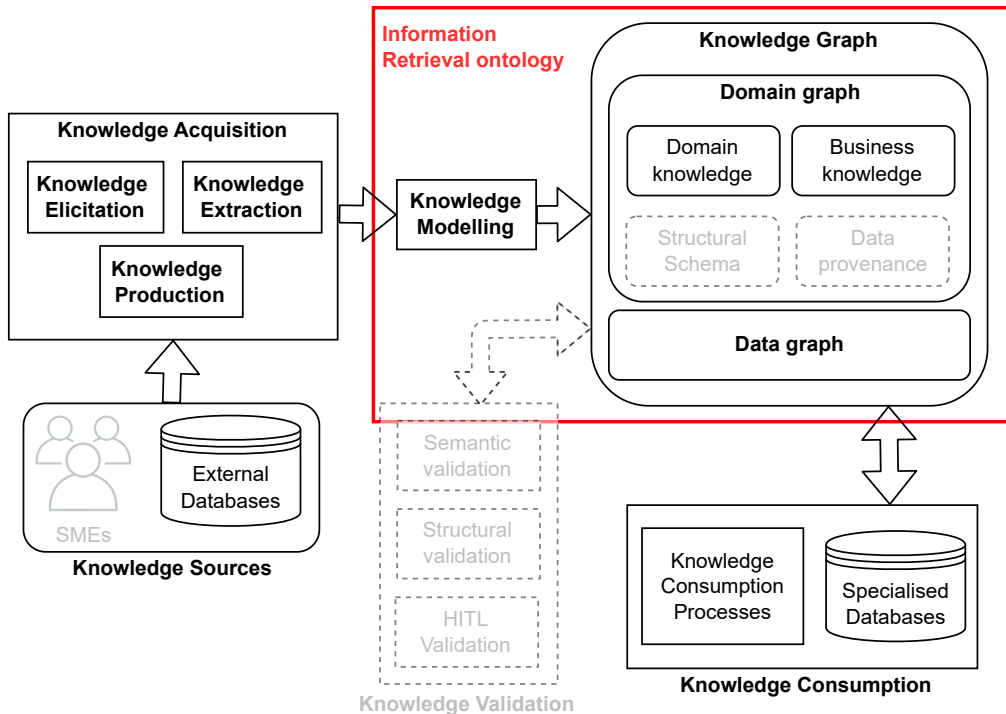 Information
Retrieval ontology
Knowledge Graph
Domain graph
Domain
knowledge
Business
knowledge
Structural
Schema
Data
provenance
Data graph
Knowledge Acquisition
Knowledge
Elicitation
Knowledge
Extraction
Knowledge
Production
Knowledge
Modelling
SMEs
External
Databases
Knowledge Sources
Semantic
validation
Structural
validation
HITL
Validation
Knowledge Validation
Knowledge
Consumption
Processes
Specialised
Databases
Knowledge Consumption